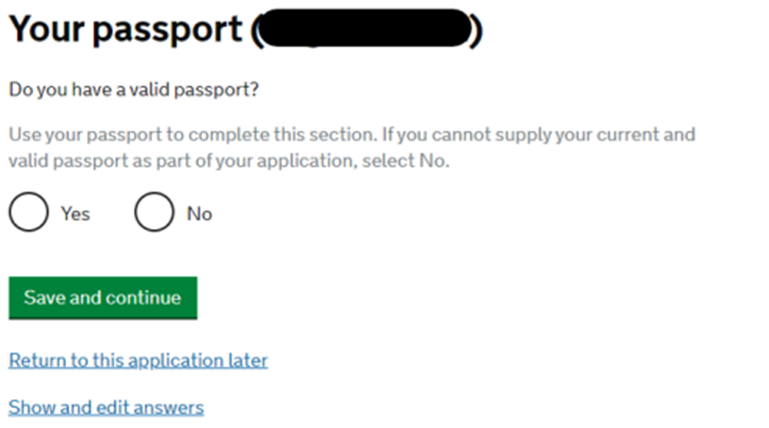 Your passport ( )
Do you have a valid passport?
Use your passport to complete this section. If you cannot supply your current and
valid passport as part of your application, select No.
Yes No
Save and continue
Return to this application later
Show and edit answers